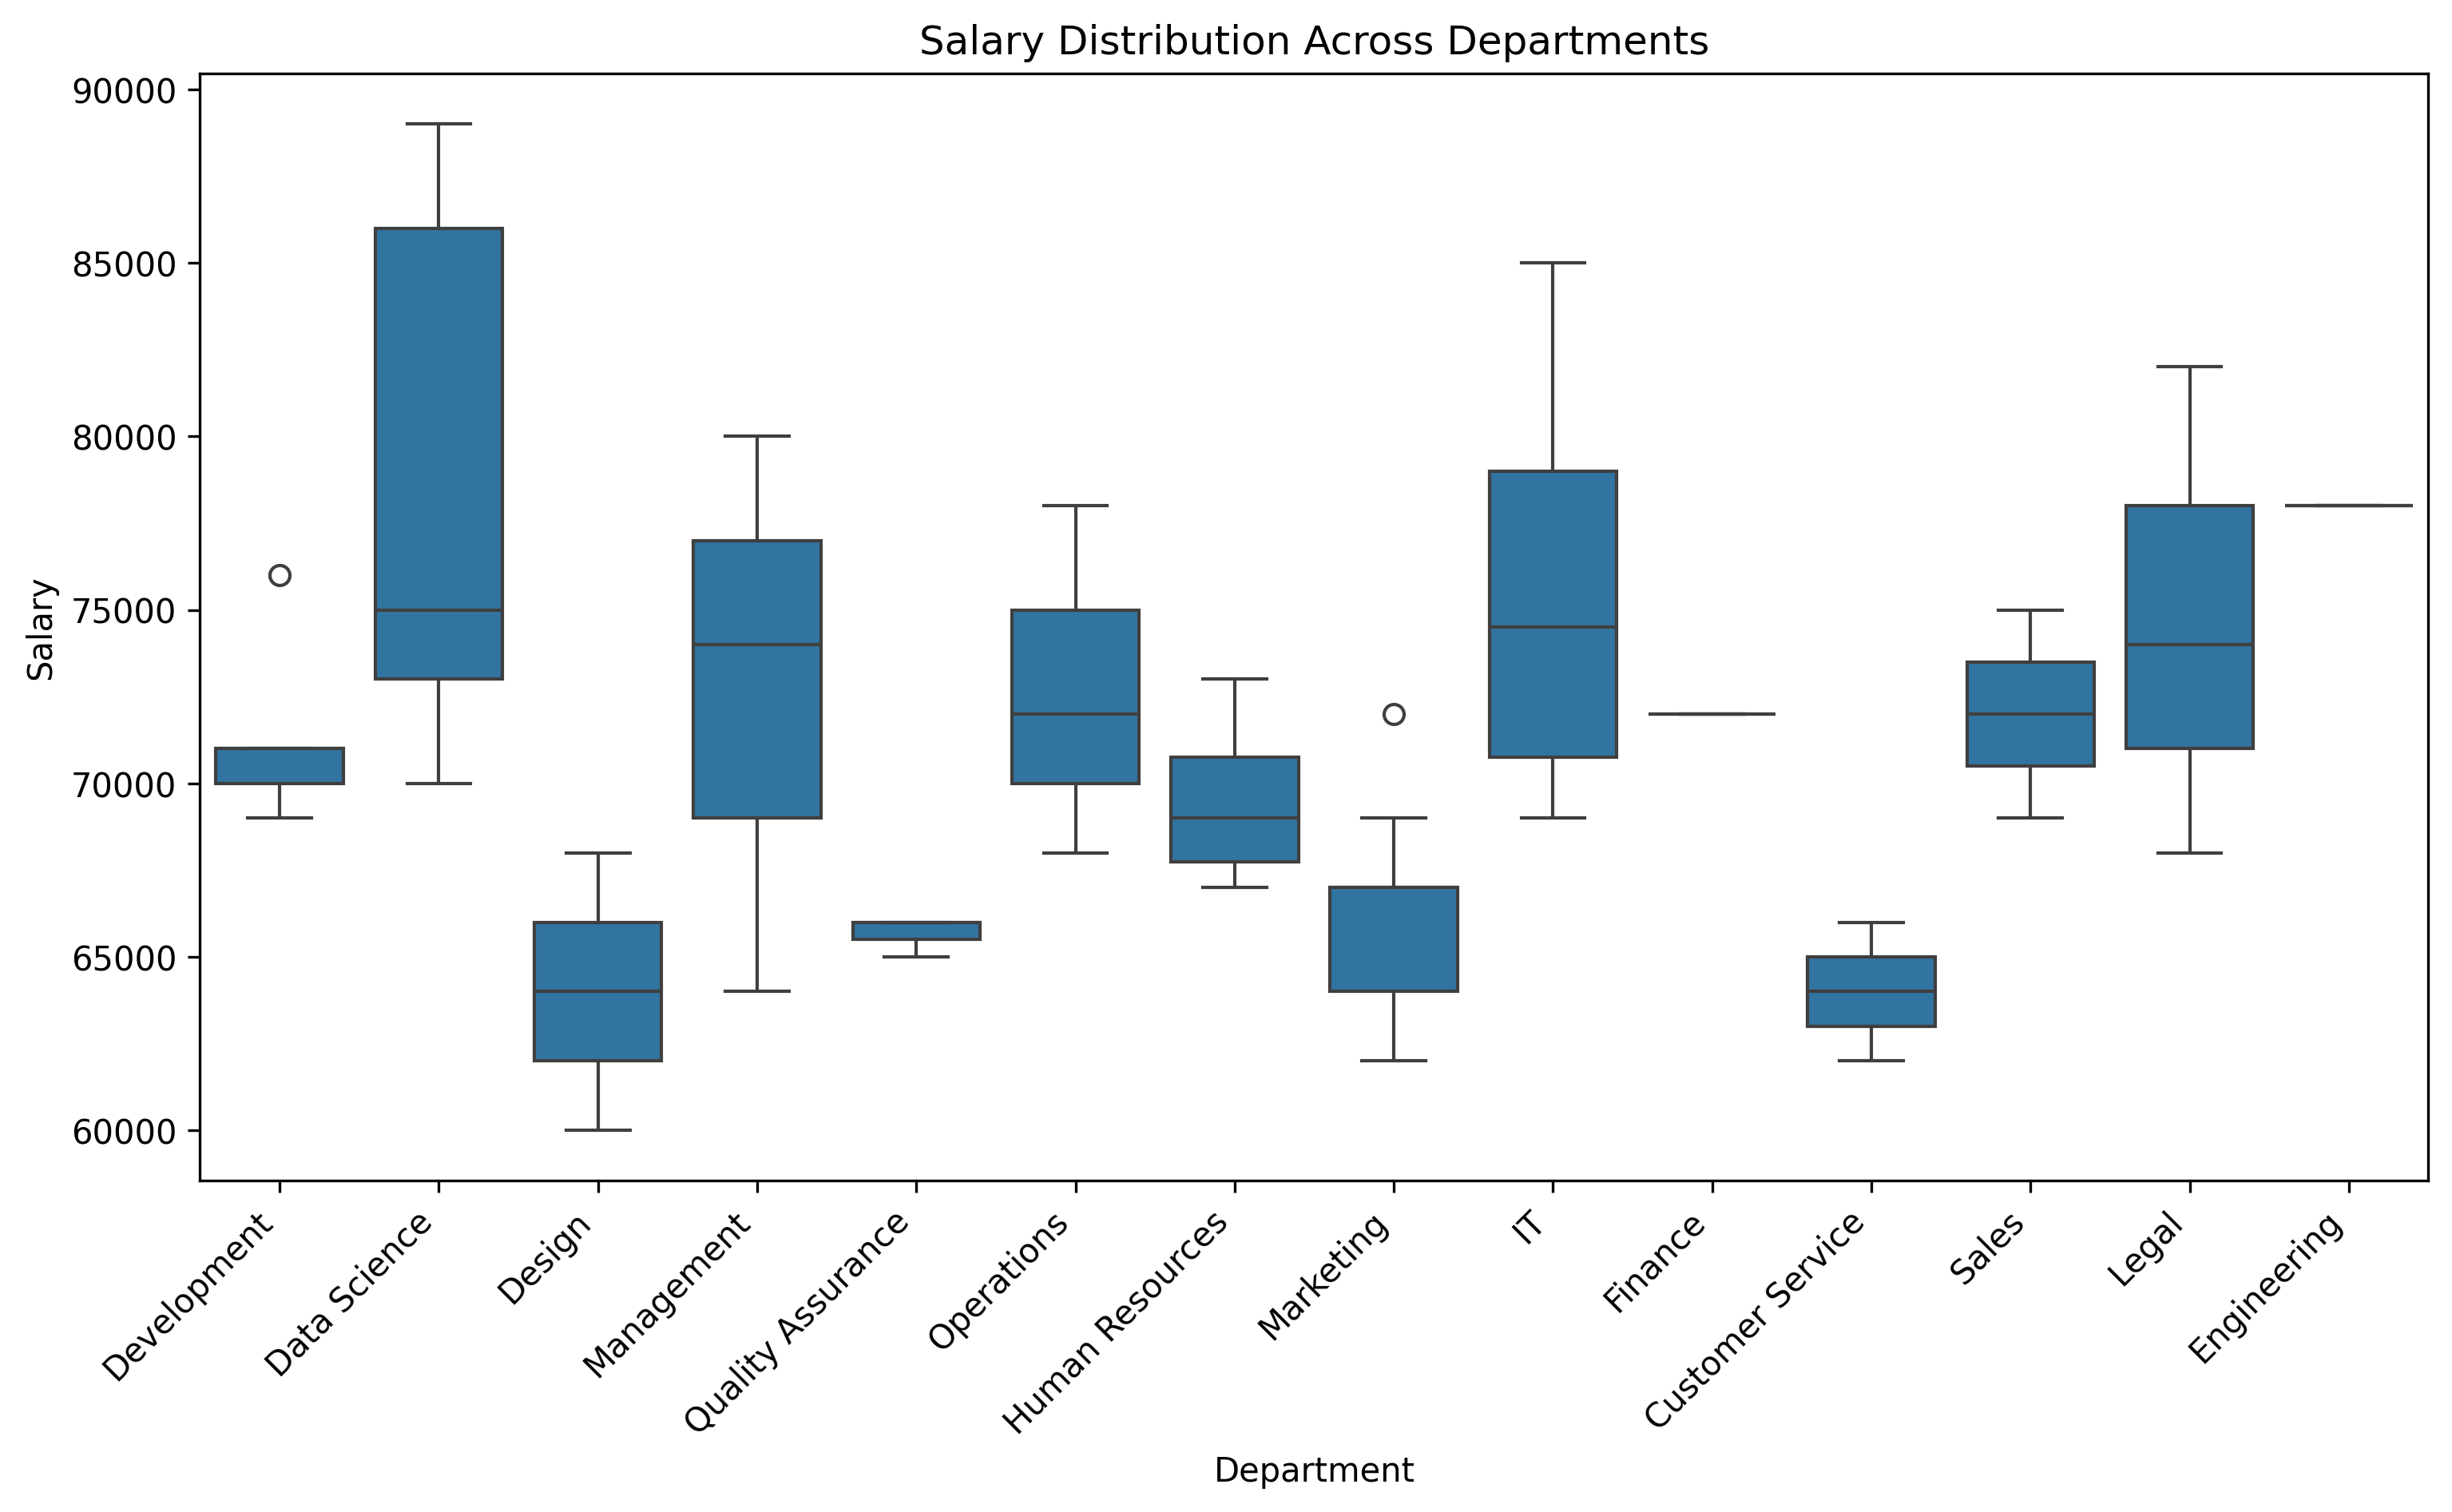 Salary Distribution Across Departments
90000
85000
80000
75000
70000
65000
60000
Salary
Development
Data Science
Design
Management
Quality Assurance
Operations
Human Resources
Marketing
IT
Finance
Customer Service
Sales
Legal
Engineering
Department